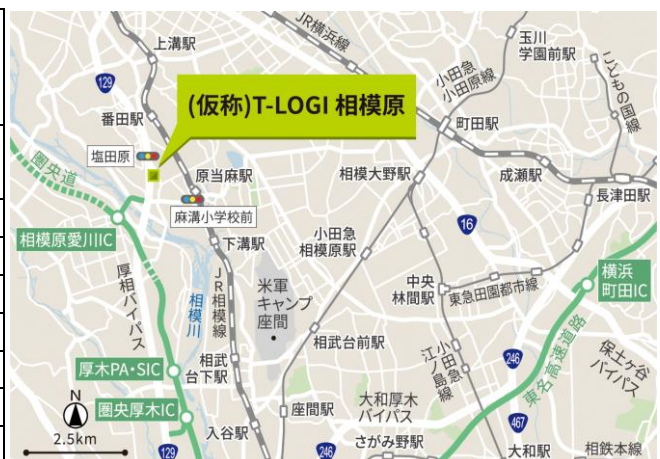 上溝駅
JR横浜線
玉川
学園前駅
129
小田急
小田原線
こどもの国線
(仮称)T-LOGI 相模原
番田駅
町田駅
塩田原
圏央道
原当麻駅
相模大野駅
成瀬駅
長津田駅
麻溝小学校前
16
相模原愛川IC
下溝駅
小田急
相模原駅
横浜
町田IC
厚相バイパス
JR相模線
相模川
米軍
キャンプ
座間
中央
林間駅
東急田園都市線
相武台前駅
小田急
江ノ島線
東名高速道路
保土ヶ谷
バイパス
246
厚木PA・SIC
相武
台下駅
圏央厚木IC
大和厚木
バイパス
467
N
2.5km
座間駅
入谷駅
129
246
さがみ野駅
大和駅
相鉄本線